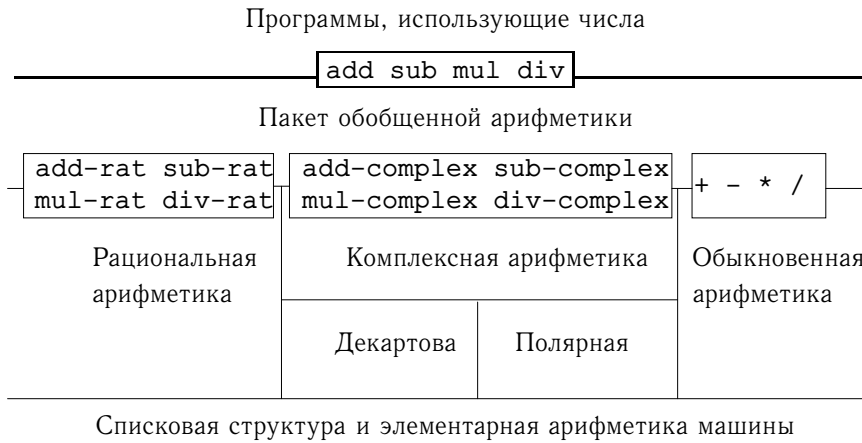 Программы, использующие числа
add sub mul div
Пакет обобщенной арифметики
add-rat sub-rat
mul-rat div-rat
add-complex sub-complex
mul-complex div-complex
+ - * /
Рациональная
арифметика
Комплексная арифметика
Обыкновенная
арифметика
Декартова
Полярная
Списковая структура и элементарная арифметика машины